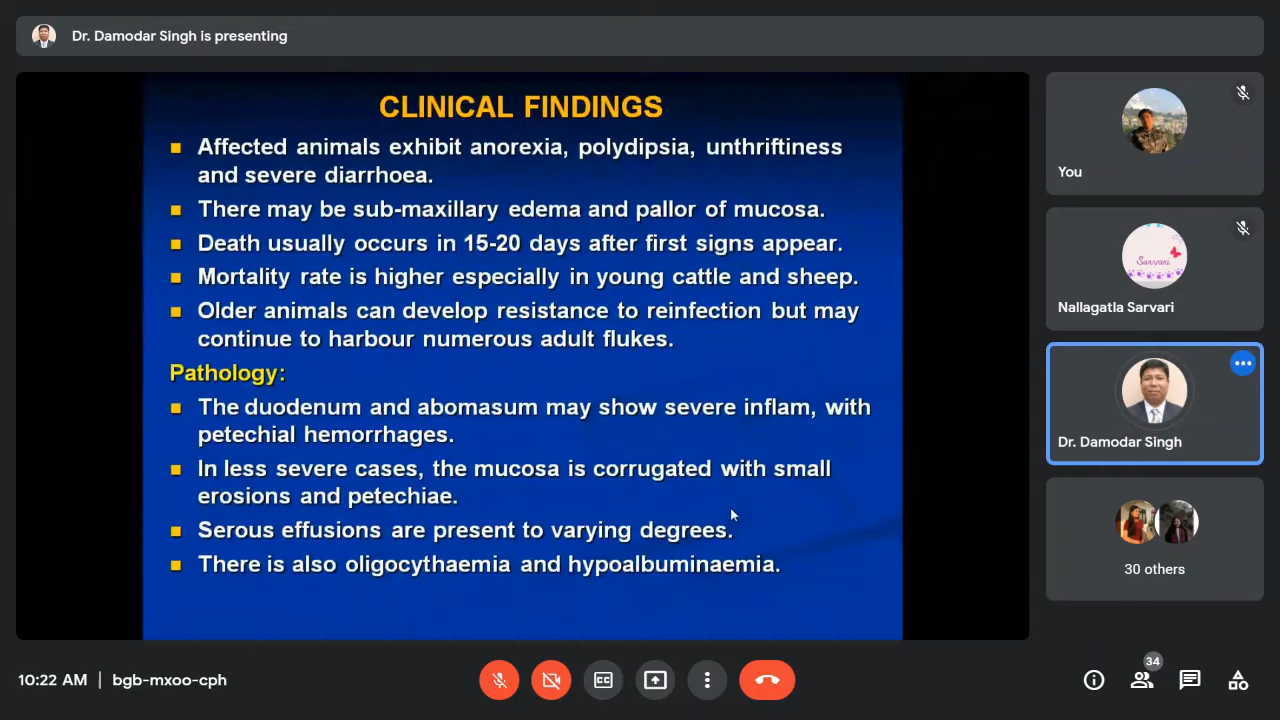 Dr. Damodar Singh is presenting
CLINICAL FINDINGS
Affected animals exhibit anorexia, polydipsia, unthriftiness
and severe diarrhoea.
There may be sub-maxillary edema and pallor of mucosa.
Death usually occurs in 15-20 days after first signs appear.
Mortality rate is higher especially in young cattle and sheep.
Older animals can develop resistance to reinfection but may
continue to harbour numerous adult flukes.
Pathology:
The duodenum and abomasum may show severe inflam, with
petechial hemorrhages.
In less severe cases, the mucosa is corrugated with small
erosions and petechiae.
Serous effusions are present to varying degrees.
There is also oligocythaemia and hypoalbuminaemia.
You
Sarvari
Nallagatla Sarvari
Dr. Damodar Singh
30 others
10:22 AM | bgb-mxoo-cph
CC
34